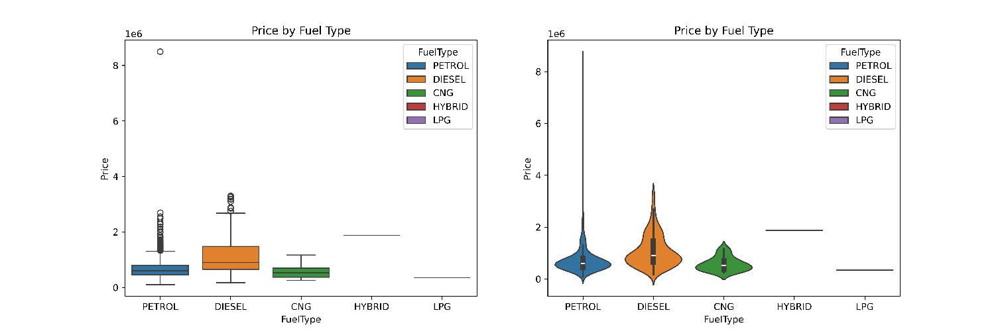 Price by Fuel Type
1e6
FuelType
PETROL
DIESEL
CNG
HYBRID
LPG
8
6
4
2
0
Price
PETROL DIESEL CNG HYBRID LPG
FuelType
Price by Fuel Type
1e6
FuelType
PETROL
DIESEL
CNG
HYBRID
LPG
8
6
4
2
0
Price
PETROL DIESEL CNG HYBRID LPG
FuelType